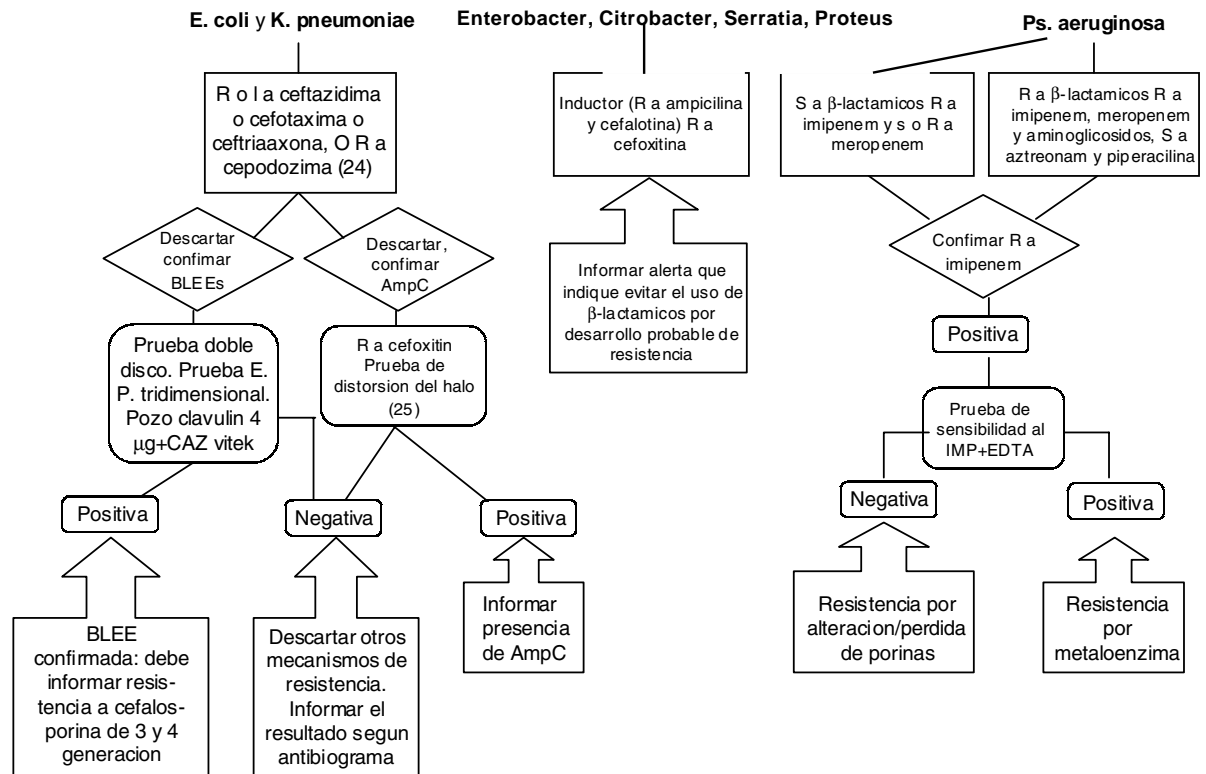 E. coli y K. pneumoniae
Enterobacter, Citrobacter, Serratia, Proteus
Ps. aeruginosa
R o I a ceftazidima
o cefotaxima o
ceftriaaxona, O R a
cepodozima (24)
Inductor (R a ampicilina
y cefalotina) R a
cefoxitina
S a β-lactamicos R a
imipenem y s o R a
meropenem
R a β-lactamicos R a
imipenem, meropenem
y aminoglicosidos, S a
aztreonam y piperacilina
Descartar
confimar
BLEEs
Descartar,
confimar
AmpC
Informar alerta que
indique evitar el uso de
β-lactamicos por
desarrollo probable de
resistencia
Confimar R a
imipenem
Prueba doble
disco. Prueba E.
P. tridimensional.
Pozo clavulin 4
μg+CAZ vitek
R a cefoxitin
Prueba de
distorsion del halo
(25)
Positiva
Prueba de
sensibilidad al
IMP+EDTA
Positiva
Negativa
Positiva
Negativa
Positiva
BLEE
confirmada: debe
informar resis-
tencia a cefalos-
porina de 3 y 4
generacion
Descartar otros
mecanismos de
resistencia.
Informar el
resultado segun
antibiograma
Informar
presencia
de AmpC
Resistencia por
alteracion/perdida
de porinas
Resistencia
por
metaloenzima